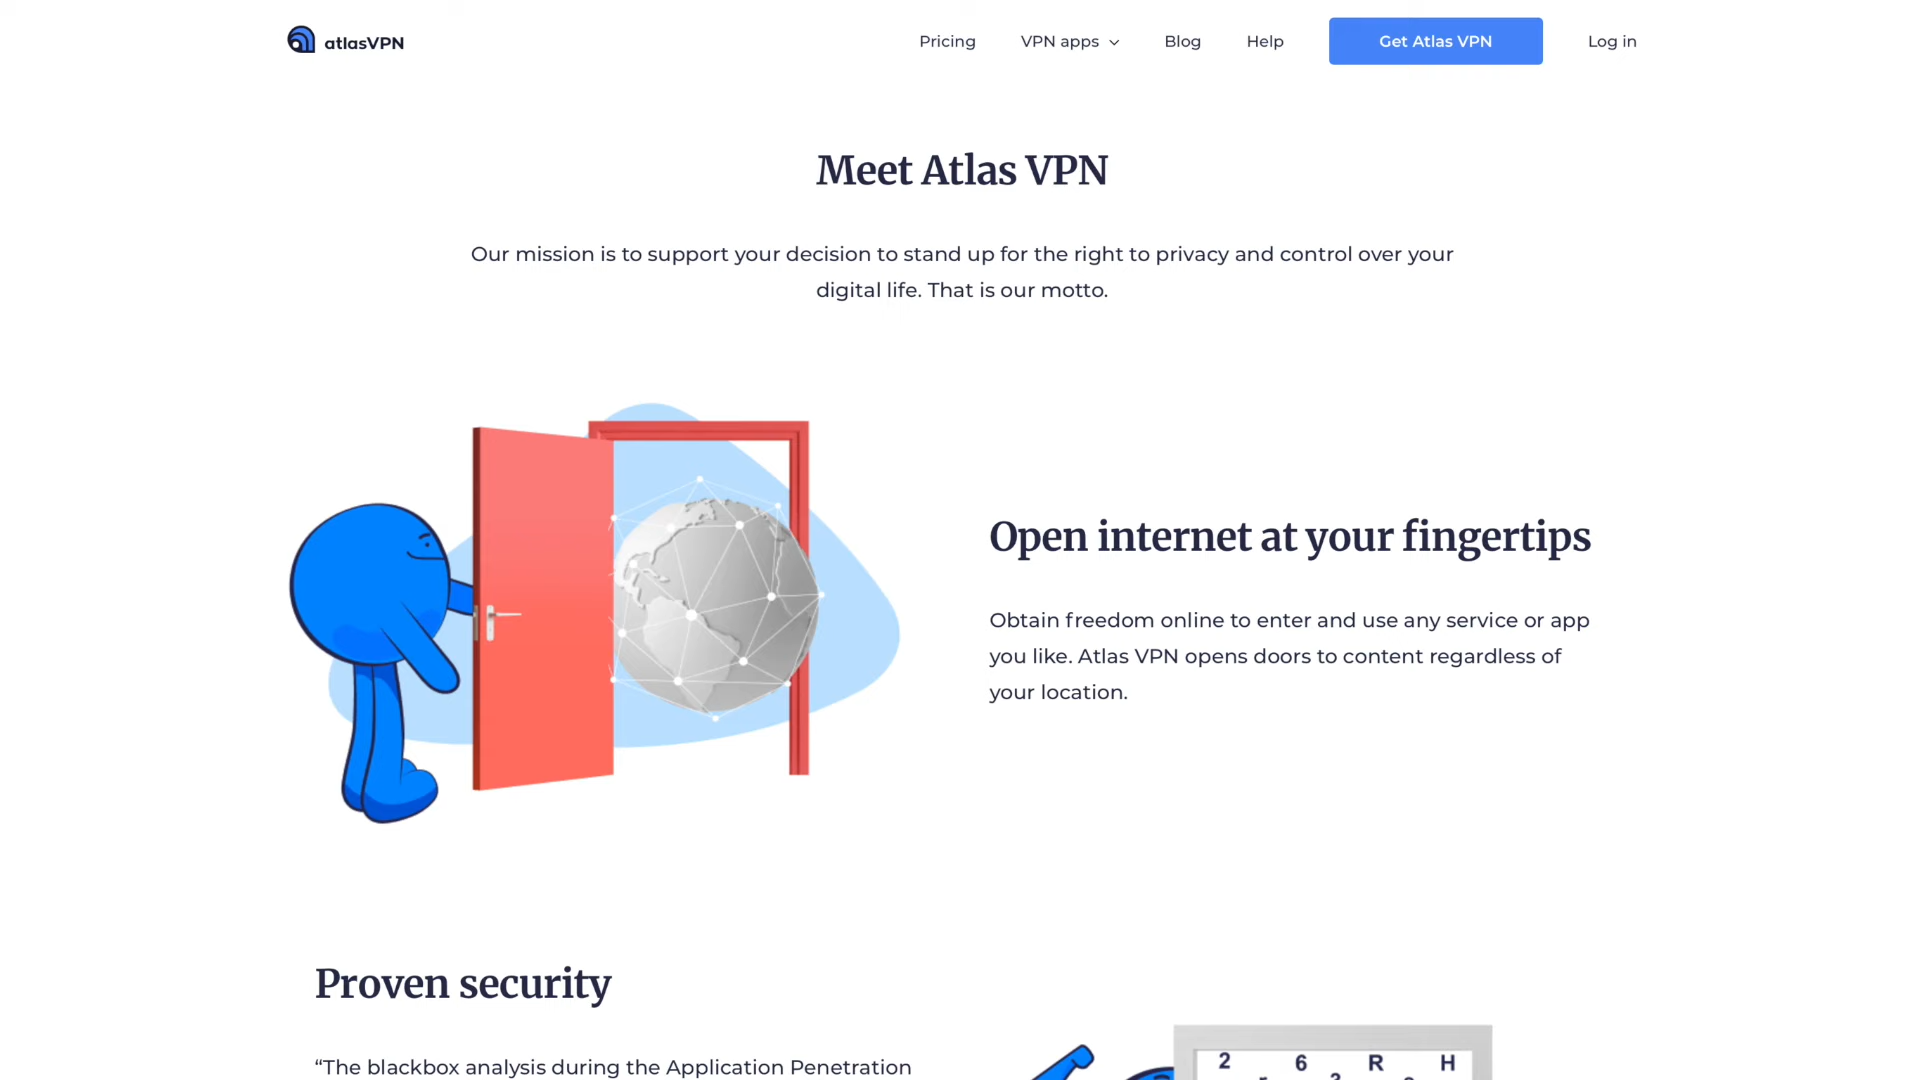 atlasVPN
Pricing
VPN apps
Blog
Help
Get Atlas VPN
Log in
Meet Atlas VPN
Our mission is to support your decision to stand up for the right to privacy and control over your
digital life. That is our motto.
Open internet at your fingertips
Obtain freedom online to enter and use any service or app
you like. Atlas VPN opens doors to content regardless of
your location.
Proven security
“The blackbox analysis during the Application Penetration
2 6 R H